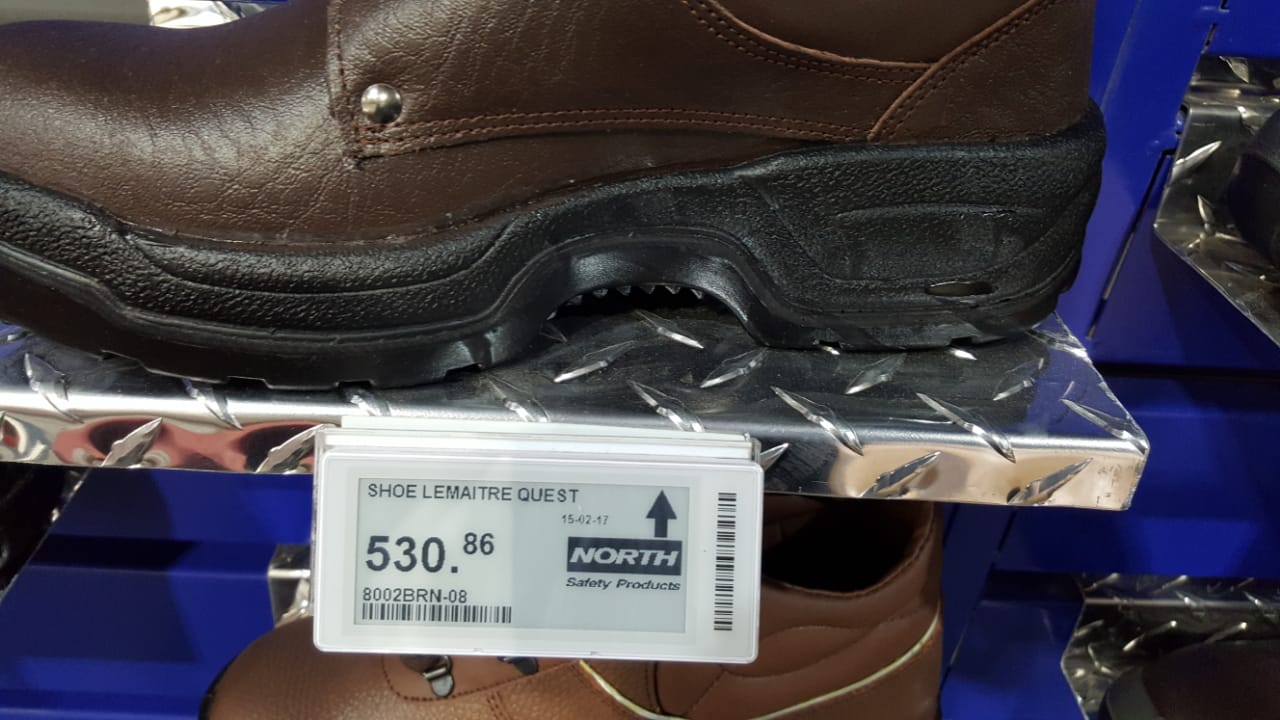 SHOE LEMAITRE QUEST
15-02-17
530.86
NORTH
Safety Products
8002BRN-08